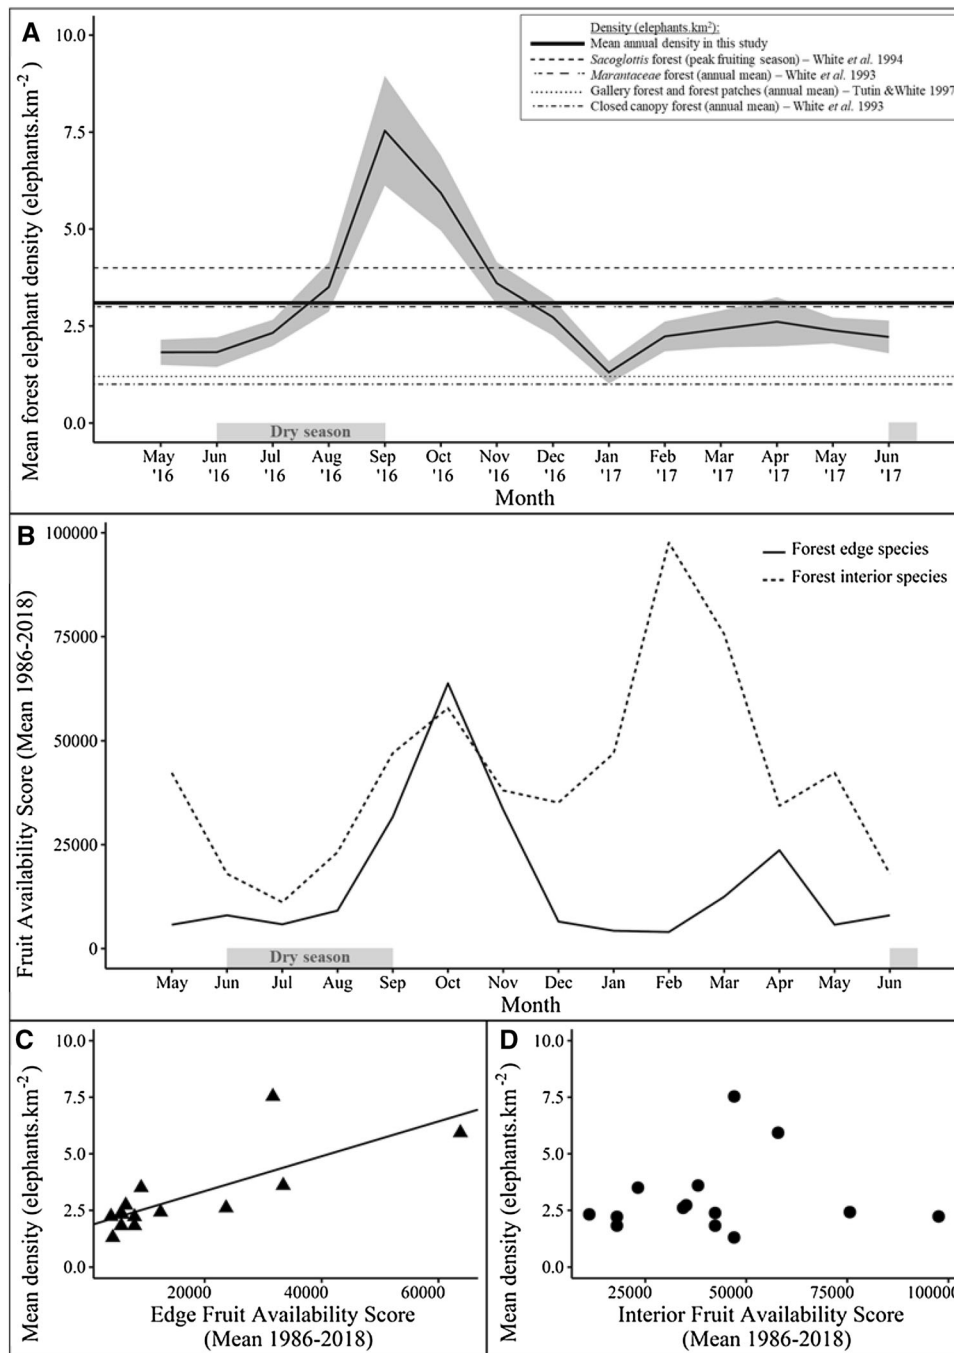 A
Mean forest elephant density (elephants.km-2 )
10.0
7.5
5.0
2.5
0.0
Density (elephants.km2):
Mean annual density in this study
Sacoglottis forest (peak fruiting season) – White et al. 1994
Marantaceae forest (annual mean) – White et al. 1993
Gallery forest and forest patches (annual mean) – Tutin &White 1997
Closed canopy forest (annual mean) – White et al. 1993
Dry season
May Jun Jul Aug Sep Oct Nov Dec Jan Feb Mar Apr May Jun
'16 '16 '16 '16 '16 '16 '16 '16 '17 '17 '17 '17 '17 '17
Month
B
Fruit Availability Score (Mean 1986-2018)
100000
75000
50000
25000
0
Forest edge species
Forest interior species
Dry season
May Jun Jul Aug Sep Oct Nov Dec Jan Feb Mar Apr May Jun
Month
C
Mean density (elephants.km-2 )
10.0
7.5
5.0
2.5
0.0
20000 40000 60000
Edge Fruit Availability Score
(Mean 1986-2018)
D
Mean density (elephants.km-2 )
10.0
7.5
5.0
2.5
0.0
25000 50000 75000 100000
Interior Fruit Availability Score
(Mean 1986-2018)